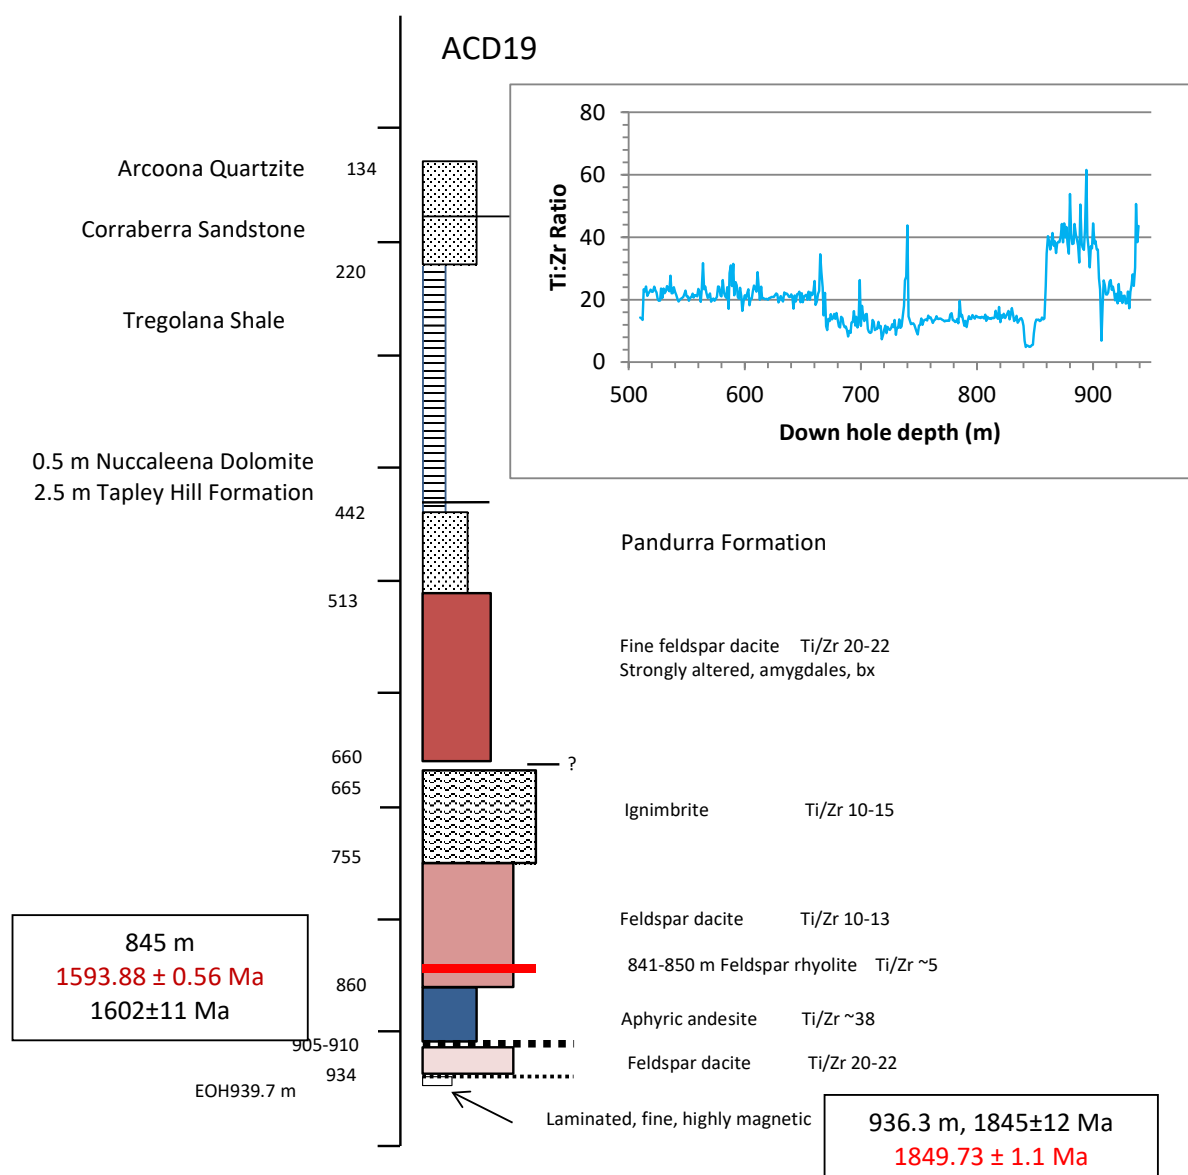 ACD19
80
60
40
20
0
Ti:Zr Ratio
500 600 700 800 900
Down hole depth (m)
Arcoona Quartzite 134
Corraberra Sandstone
220
Tregolana Shale
0.5 m Nuccaleena Dolomite
2.5 m Tapley Hill Formation
442
Pandurra Formation
513
Fine feldspar dacite Ti/Zr 20-22
Strongly altered, amygdales, bx
660
?
665
Ignimbrite Ti/Zr 10-15
755
Feldspar dacite Ti/Zr 10-13
845 m
1593.88 ± 0.56 Ma
1602±11 Ma
841-850 m Feldspar rhyolite Ti/Zr ~5
860
Aphyric andesite Ti/Zr ~38
905-910
Feldspar dacite Ti/Zr 20-22
934
EOH939.7 m
Laminated, fine, highly magnetic
936.3 m, 1845±12 Ma
1849.73 ± 1.1 Ma